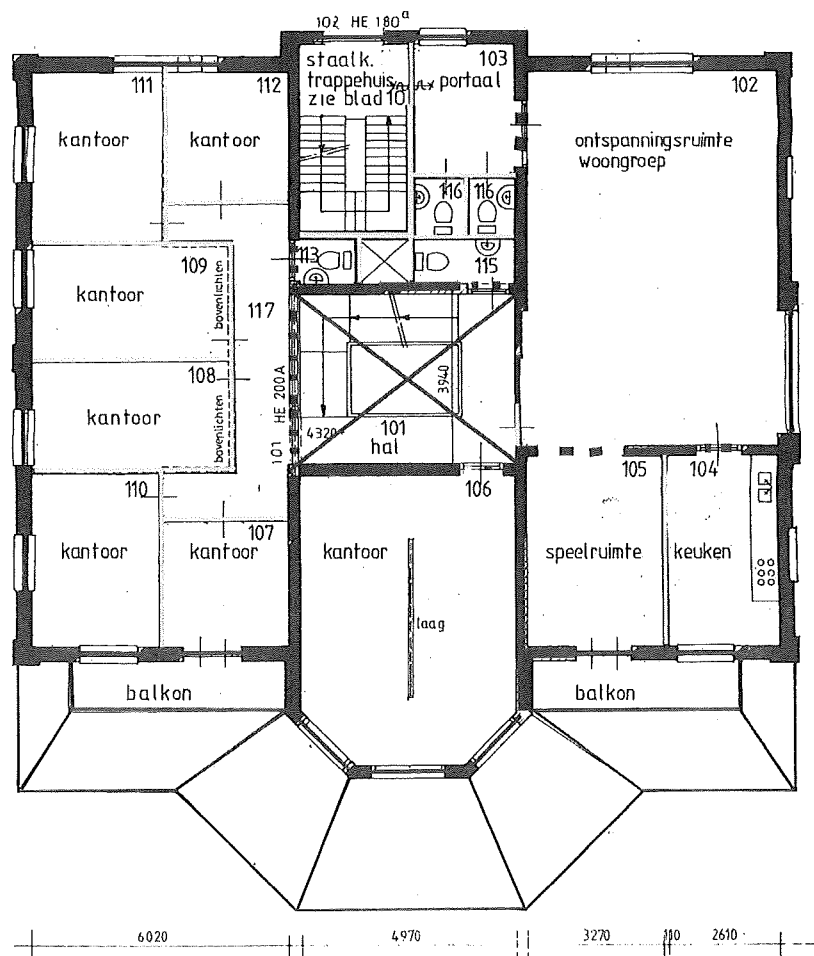 102 HE 180a
111
112
staalk.
trappehuis
zie blad 10
103
portaal
102
kantoor
kantoor
ontspanningsruimte
woongroep
116
116
109
113
115
kantoor
bovenlichten
117
108
3940
kantoor
bovenlichten
101 HE 200A
4320+
101
hal
110
107
106
105
104
kantoor
kantoor
kantoor
speelruimte
keuken
laag
balkon
balkon
6020
4970
3270
110
2610